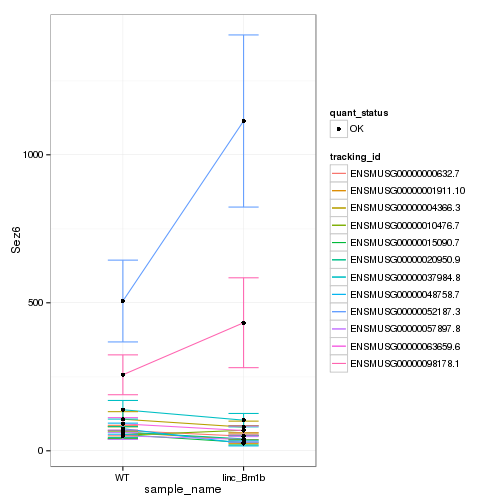 1000
500
0
Sez6
WT
linc_Brn1b
sample_name
quant_status
OK
tracking_id
ENSMUSG00000000632.7
ENSMUSG00000001911.10
ENSMUSG00000004366.3
ENSMUSG00000010476.7
ENSMUSG00000015090.7
ENSMUSG00000020950.9
ENSMUSG00000037984.8
ENSMUSG00000048758.7
ENSMUSG00000052187.3
ENSMUSG00000057897.8
ENSMUSG00000063659.6
ENSMUSG00000098178.1